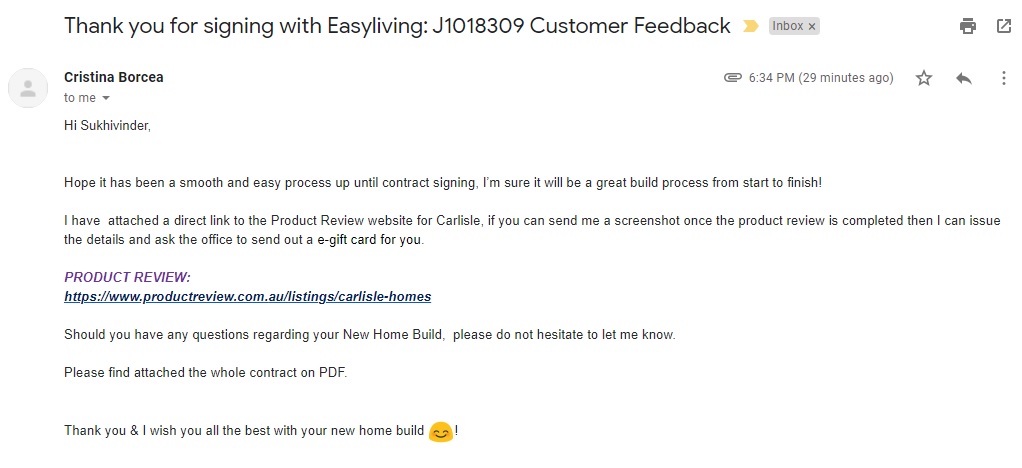 Thank you for signing with Easyliving: J1018309 Customer Feedback Inbox x
Cristina Borcea 6:34 PM (29 minutes ago)
to me
Hi Sukhivinder,
Hope it has been a smooth and easy process up until contract signing, I'm sure it will be a great build process from start to finish!
I have  attached a direct link to the Product Review website for Carlisle, if you can send me a screenshot once the product review is completed then I can issue
the details and ask the office to send out a e-gift card for you.
PRODUCT REVIEW:
https://www.productreview.com.au/listings/carlisle-homes
Should you have any questions regarding your New Home Build,  please do not hesitate to let me know.
Please find attached the whole contract on PDF.
Thank you & I wish you all the best with your new home build 😊!